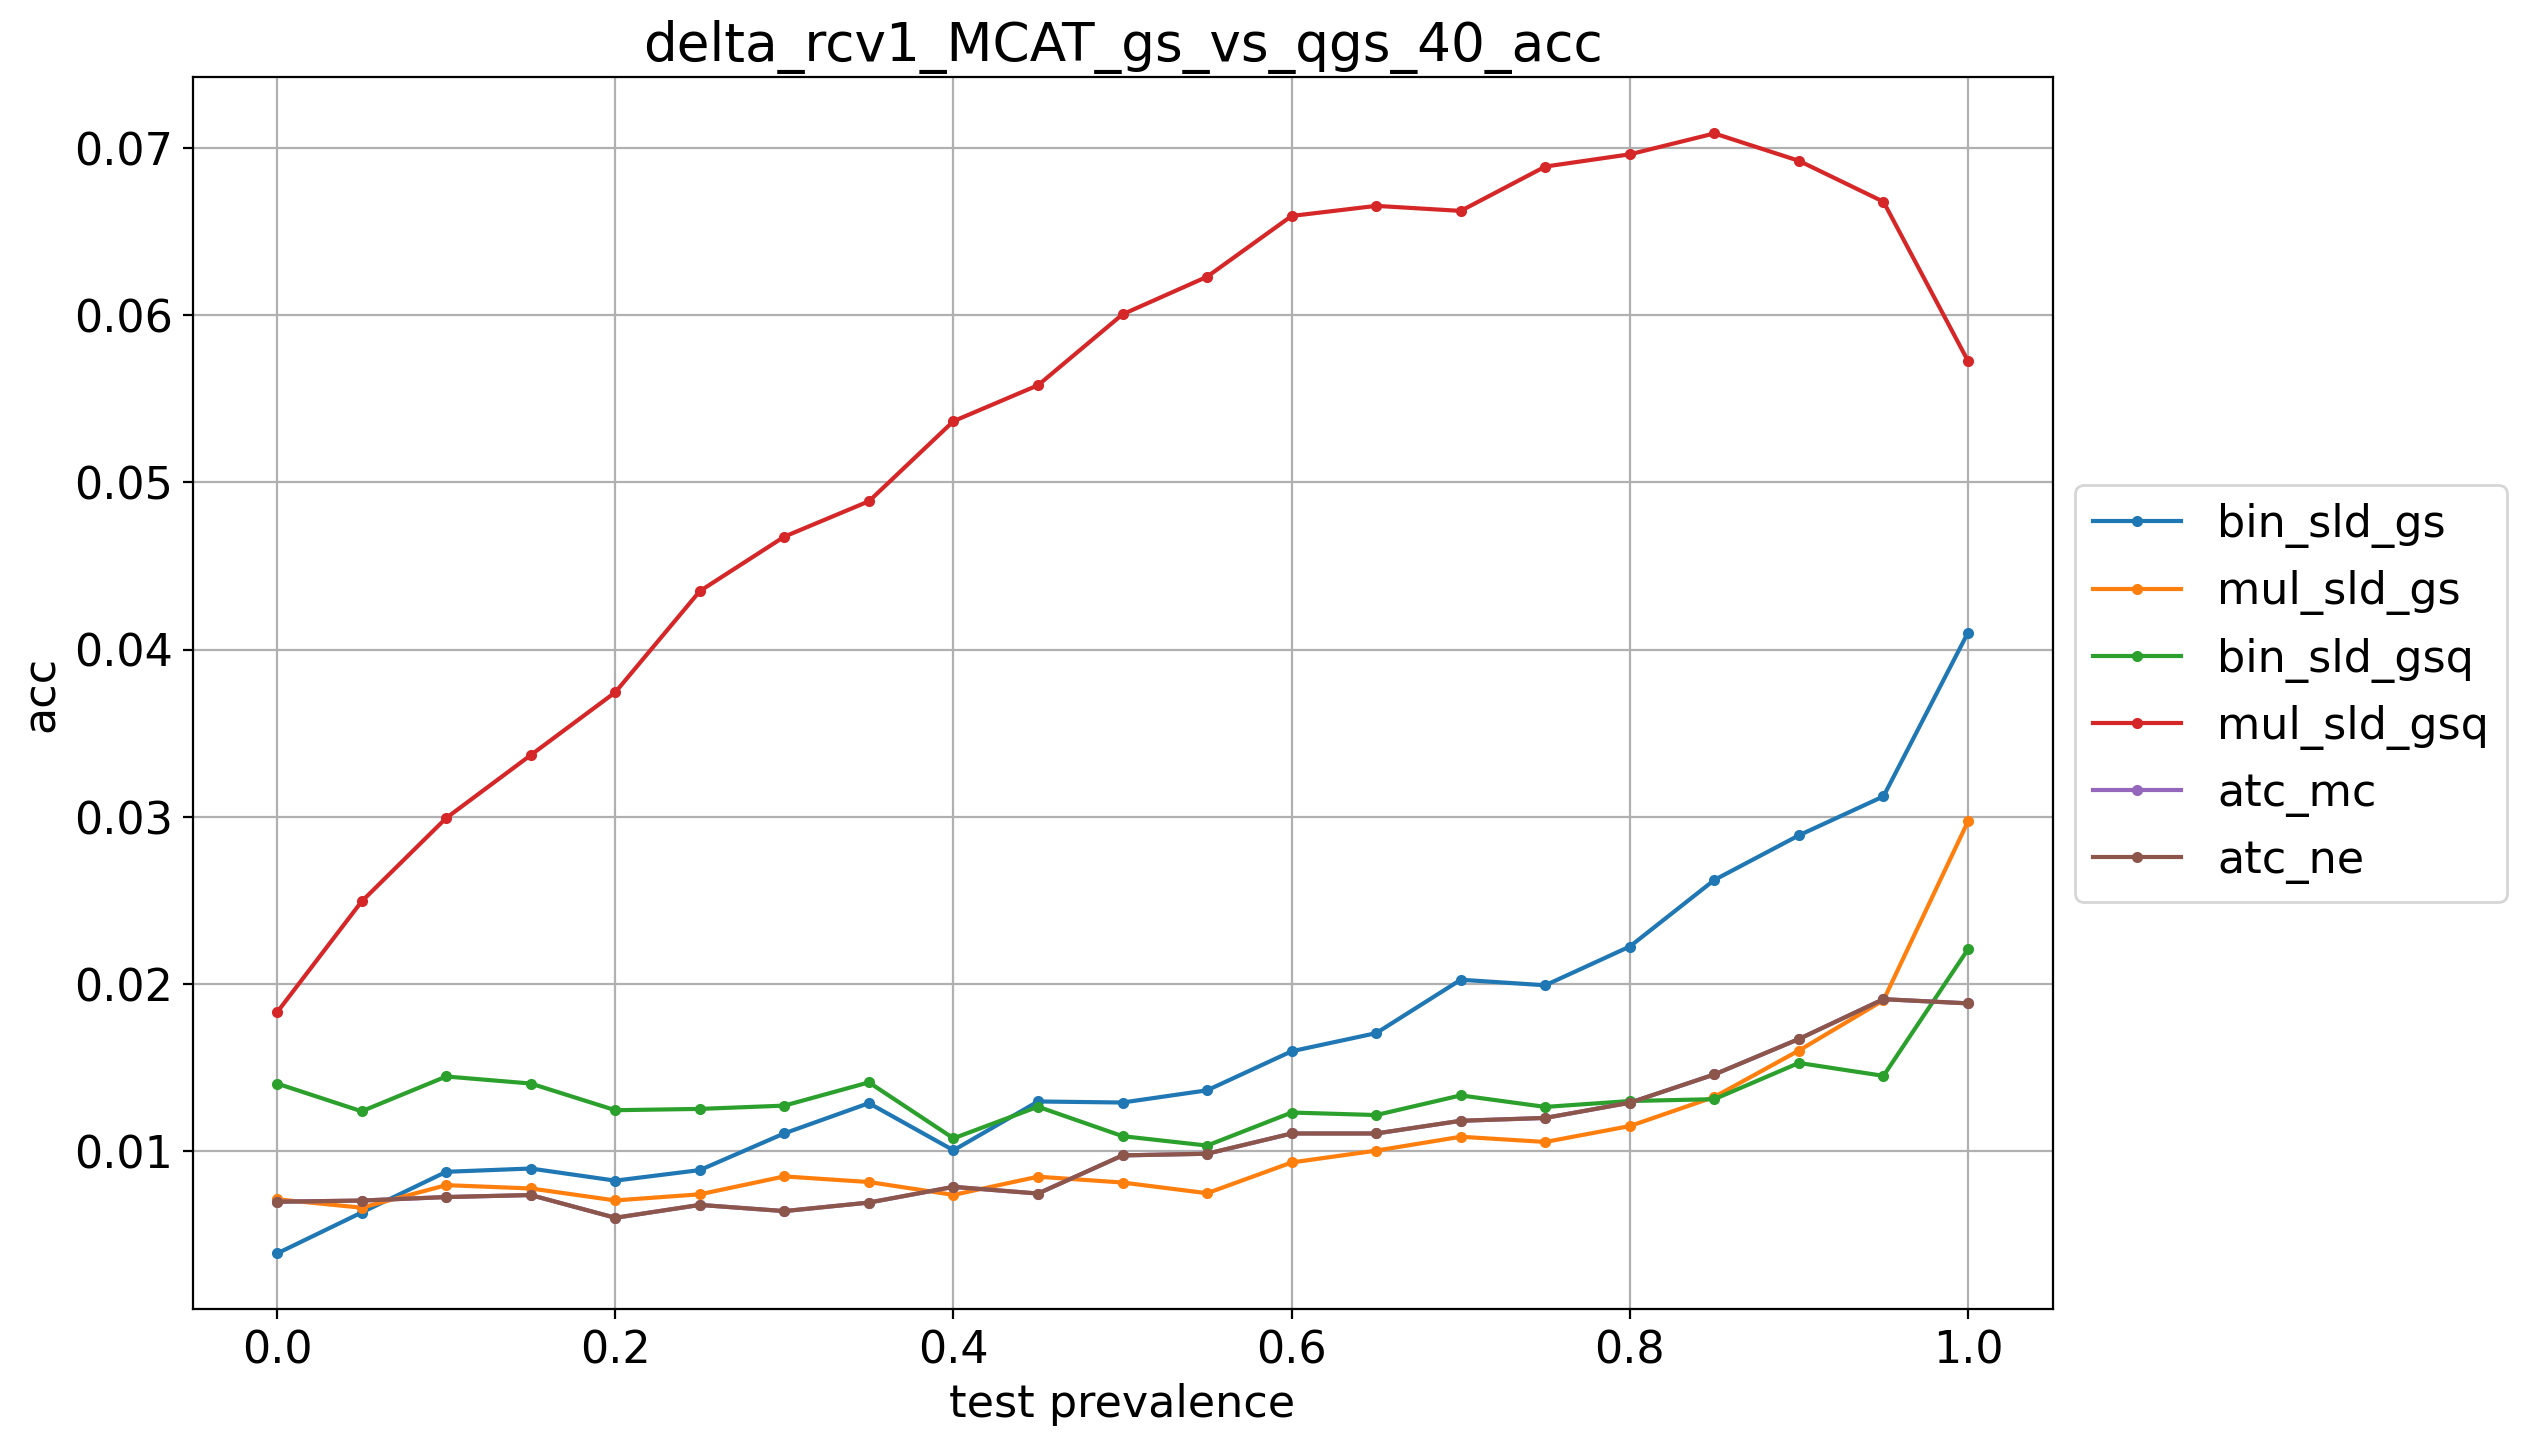 delta_rcv1_MCAT_gs_vs_qgs_40_acc
0.07
0.06
0.05
0.04
0.03
0.02
0.01
acc
0.0 0.2 0.4 0.6 0.8 1.0
test prevalence
bin_sld_gs
mul_sld_gs
bin_sld_gsq
mul_sld_gsq
atc_mc
atc_ne